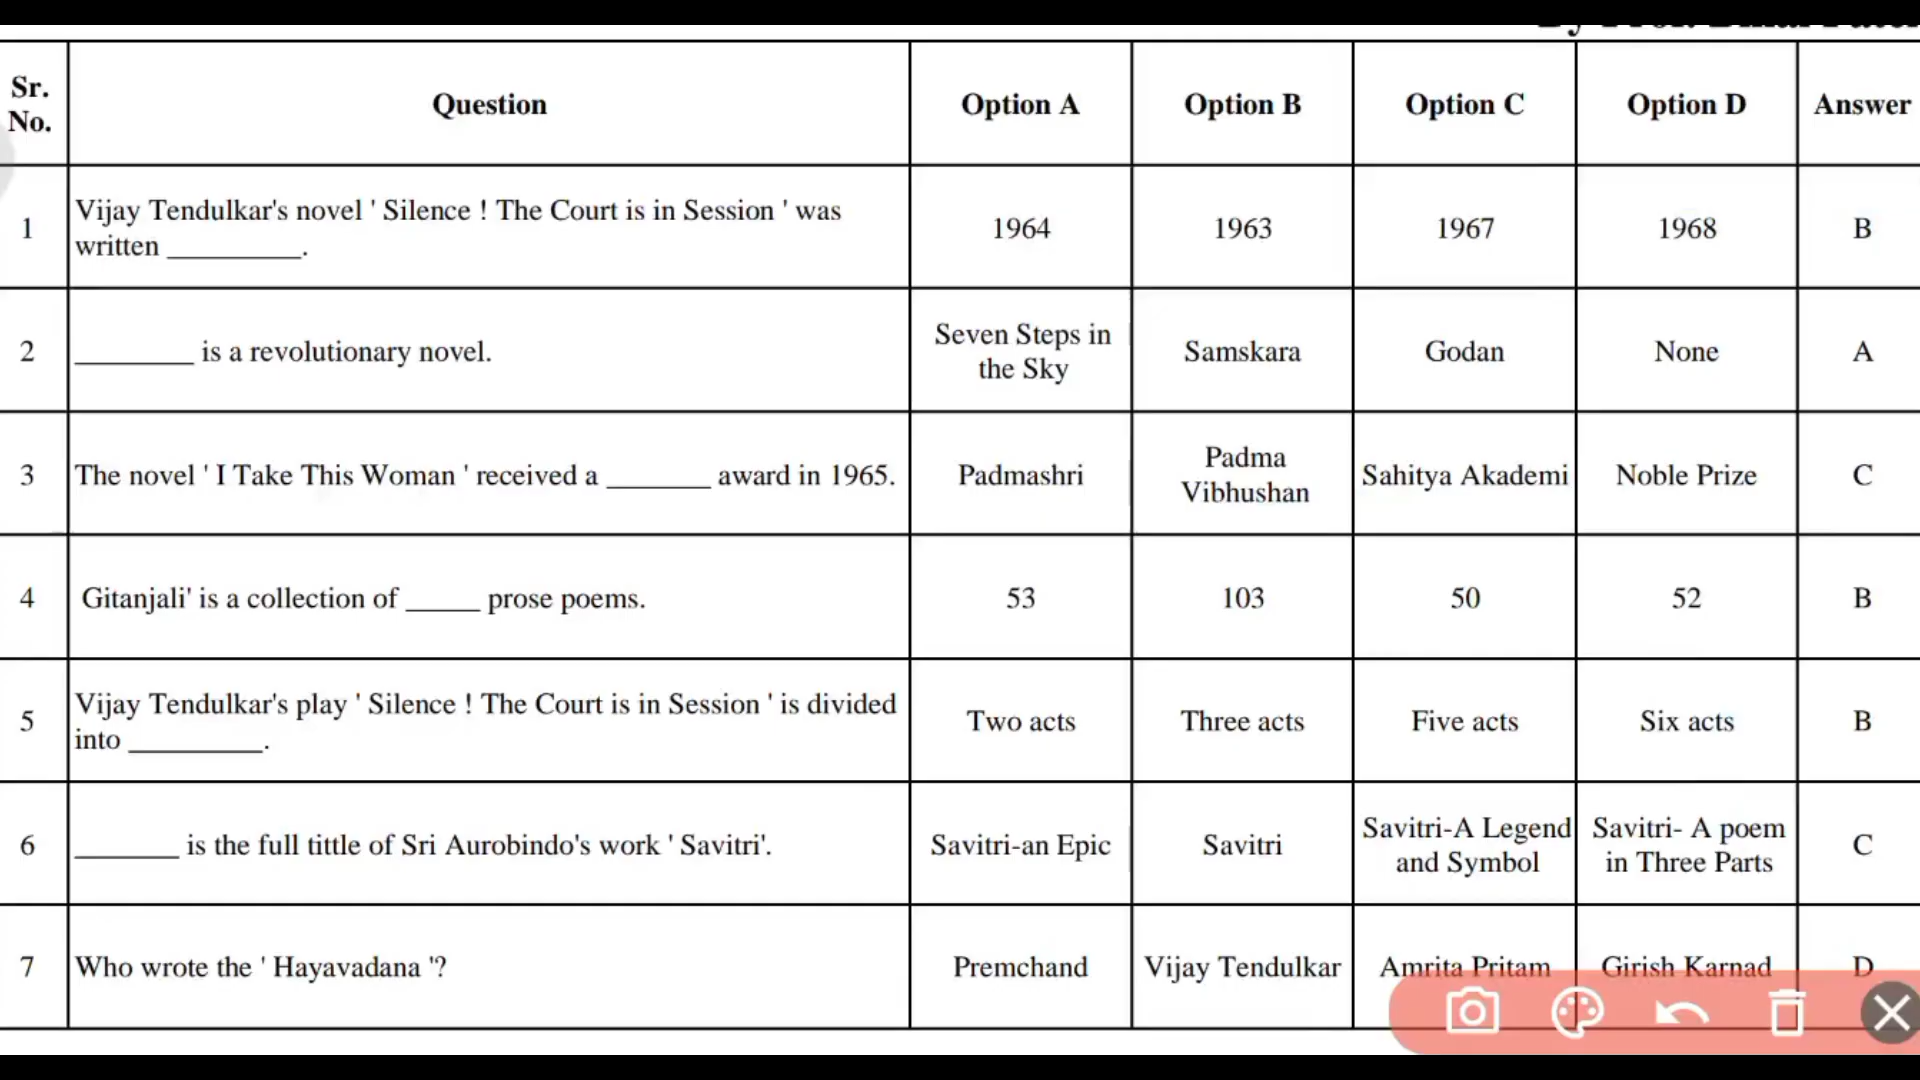 Sr. No. Question Option A Option B Option C Option D Answer
1 Vijay Tendulkar's novel ' Silence ! The Court is in Session ' was written _________. 1964 1963 1967 1968 B
2 ________ is a revolutionary novel. Seven Steps in the Sky Samskara Godan None A
3 The novel ' I Take This Woman ' received a _______ award in 1965. Padmashri Padma Vibhushan Sahitya Akademi Noble Prize C
4 Gitanjali' is a collection of _____ prose poems. 53 103 50 52 B
5 Vijay Tendulkar's play ' Silence ! The Court is in Session ' is divided into _________. Two acts Three acts Five acts Six acts B
6 _______ is the full tittle of Sri Aurobindo's work ' Savitri'. Savitri-an Epic Savitri Savitri-A Legend and Symbol Savitri- A poem in Three Parts C
7 Who wrote the ' Hayavadana '? Premchand Vijay Tendulkar Amrita Pritam Girish Karnad D